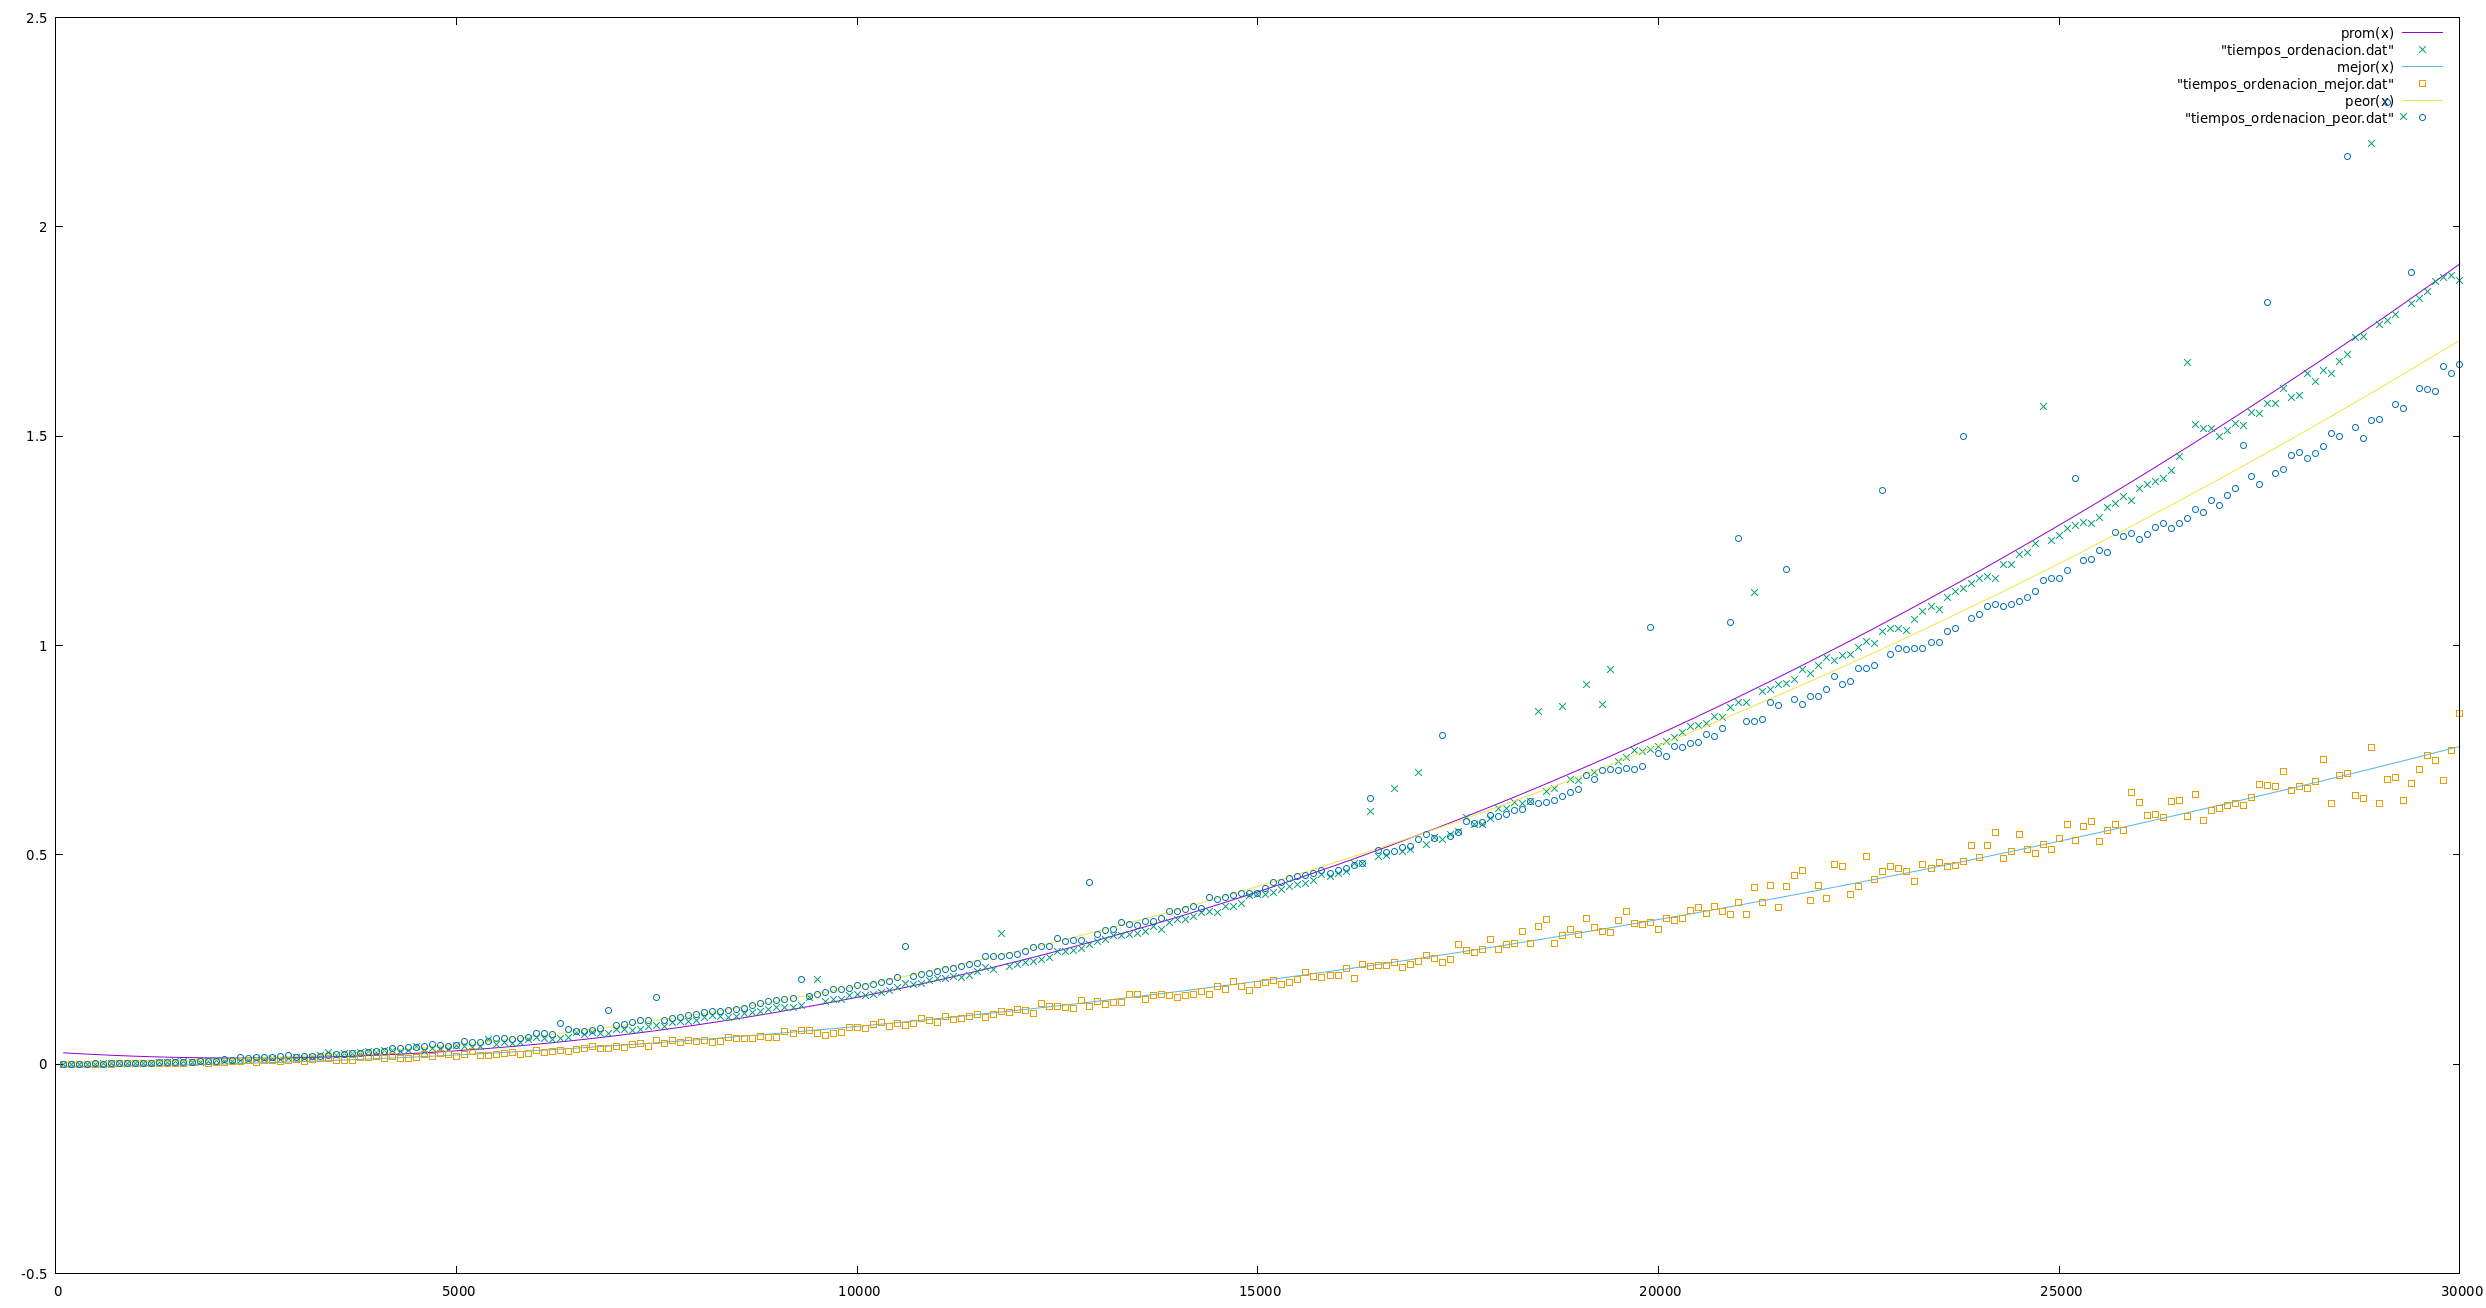 2.5
2
1.5
1
0.5
0
-0.5
0
5000
10000
15000
20000
25000
30000
prom(x)
"tiempos_ordenacion.dat"
mejor(x)
"tiempos_ordenacion_mejor.dat"
peor(x)
"tiempos_ordenacion_peor.dat"